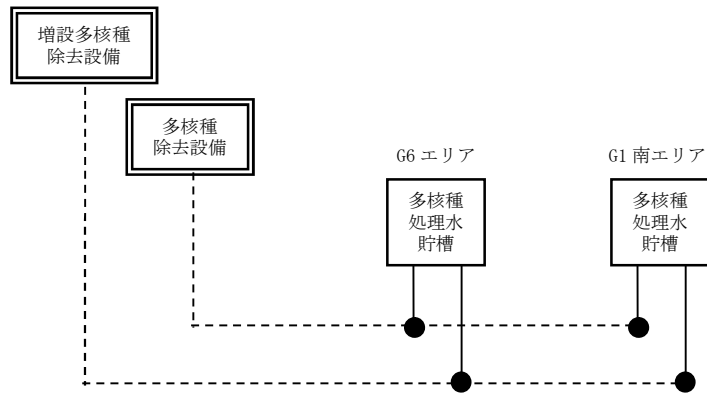 増設多核種
除去設備
多核種
除去設備
G6 エリア
G1 南エリア
多核種
処理水
貯槽
多核種
処理水
貯槽